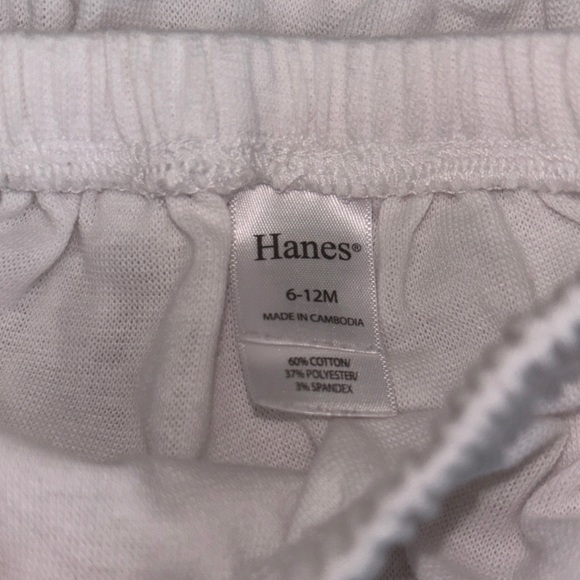 Hanes®
6-12M
MADE IN CAMBODIA
60% COTTON/
37% POLYESTER/
3% SPANDEX